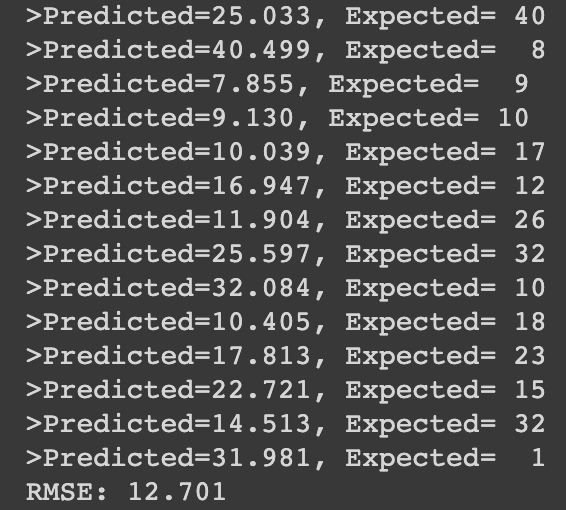 >Predicted=25.033, Expected= 40
>Predicted=40.499, Expected=  8
>Predicted=7.855, Expected=  9
>Predicted=9.130, Expected= 10
>Predicted=10.039, Expected= 17
>Predicted=16.947, Expected= 12
>Predicted=11.904, Expected= 26
>Predicted=25.597, Expected= 32
>Predicted=32.084, Expected= 10
>Predicted=10.405, Expected= 18
>Predicted=17.813, Expected= 23
>Predicted=22.721, Expected= 15
>Predicted=14.513, Expected= 32
>Predicted=31.981, Expected=  1
RMSE: 12.701